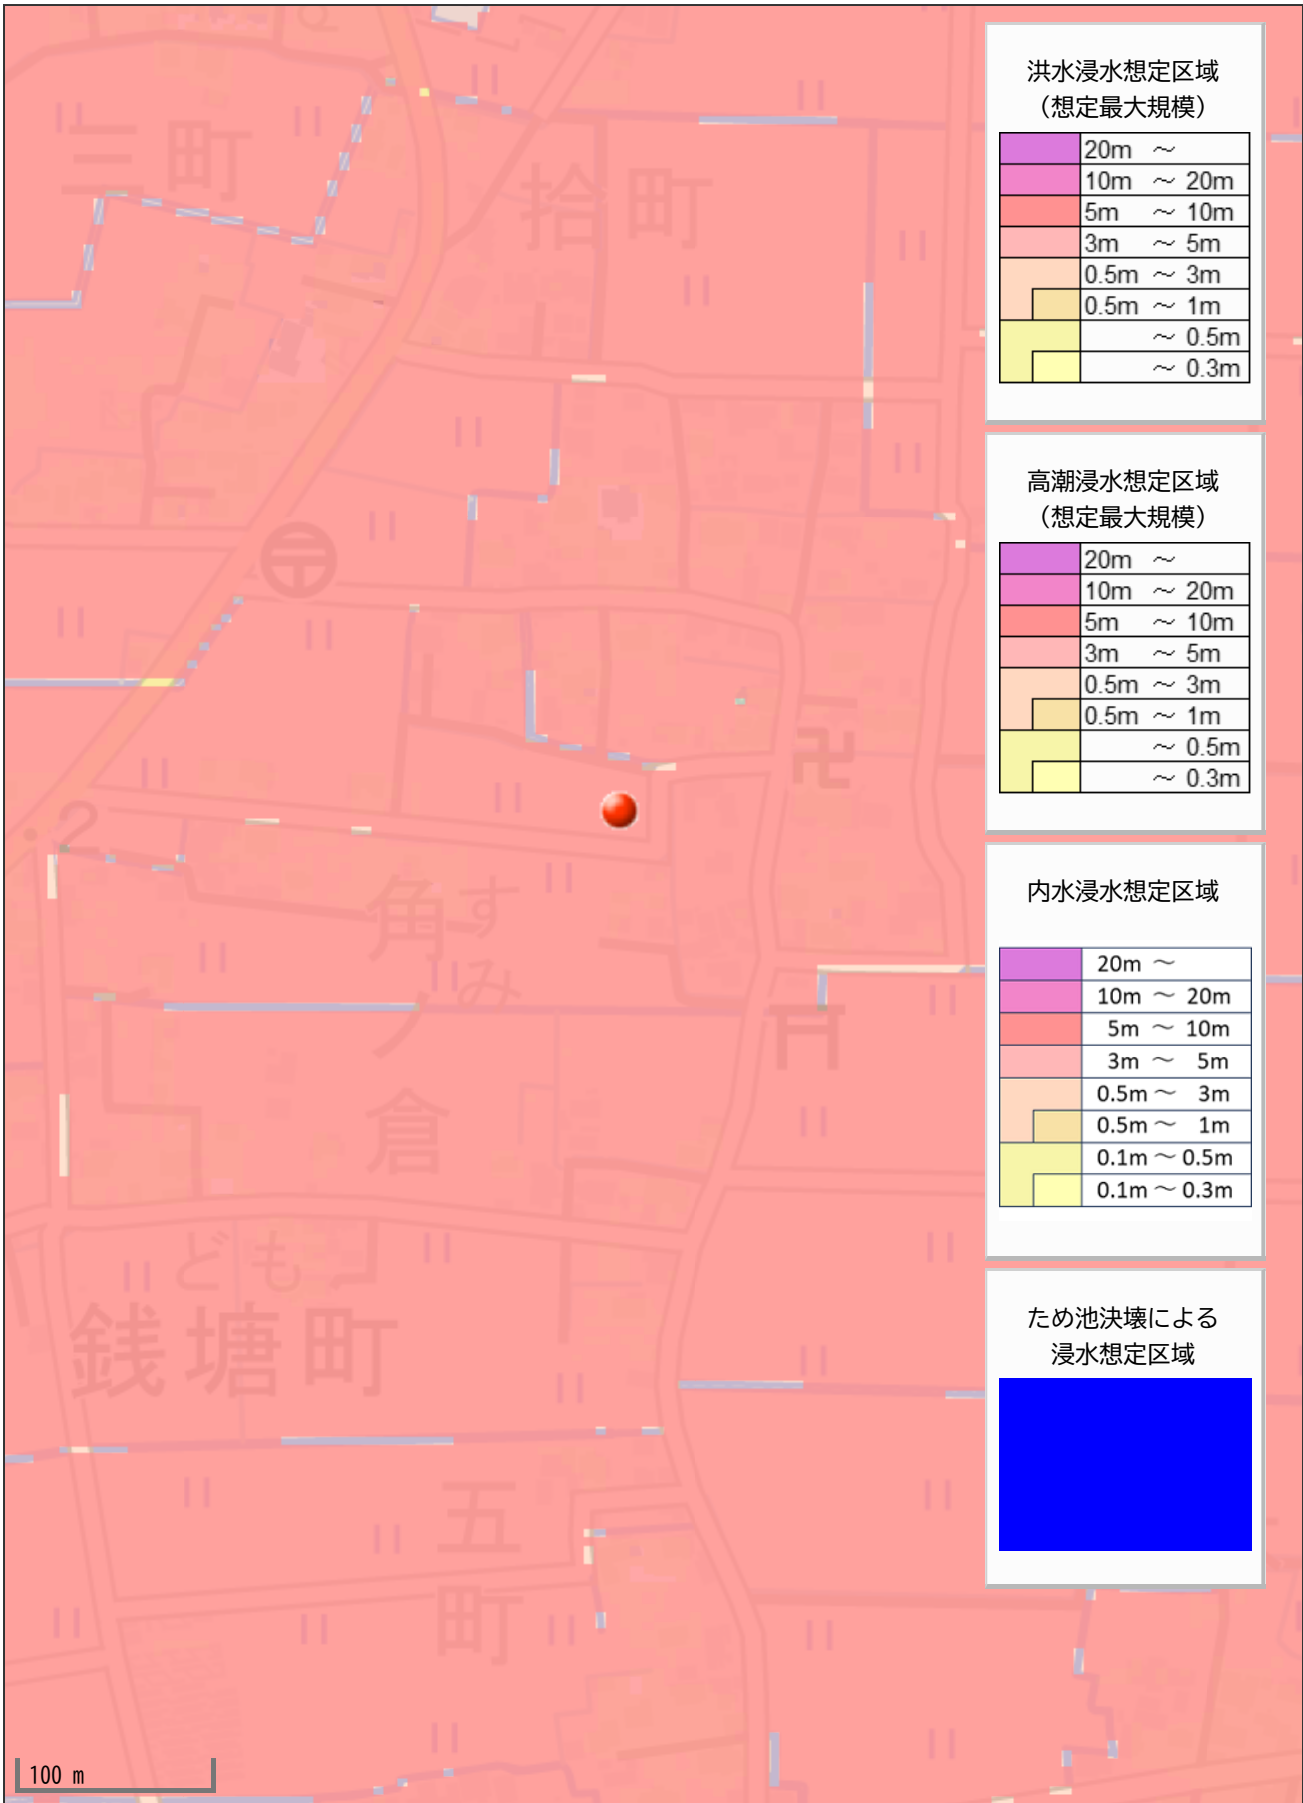 三町
拾町
2
角ノ倉
すみ
ども
銭塘町
五町
100 m
洪水浸水想定区域
（想定最大規模）
20m ～
10m ～ 20m
5m ～ 10m
3m ～ 5m
0.5m ～ 3m
0.5m ～ 1m
～ 0.5m
～ 0.3m
高潮浸水想定区域
（想定最大規模）
20m ～
10m ～ 20m
5m ～ 10m
3m ～ 5m
0.5m ～ 3m
0.5m ～ 1m
～ 0.5m
～ 0.3m
内水浸水想定区域
20m ～
10m ～ 20m
5m ～ 10m
3m ～ 5m
0.5m ～ 3m
0.5m ～ 1m
0.1m ～ 0.5m
0.1m ～ 0.3m
ため池決壊による
浸水想定区域